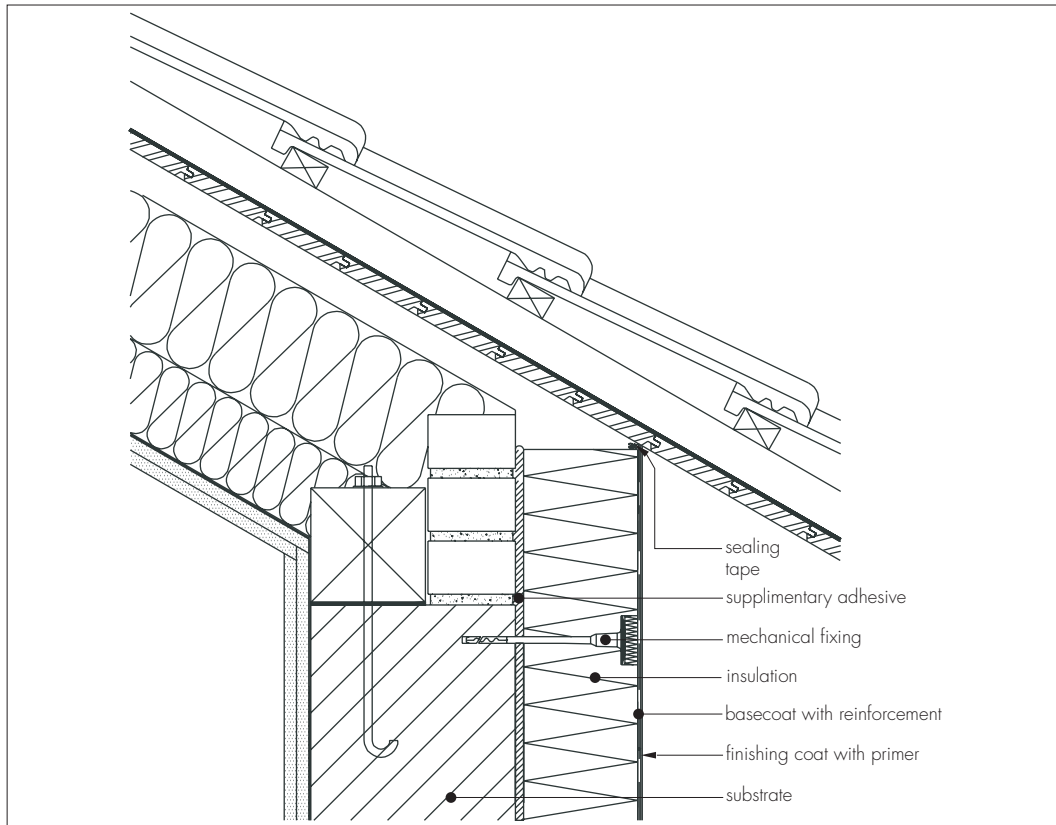 sealing
tape
supplimentary adhesive
mechanical fixing
insulation
basecoat with reinforcement
finishing coat with primer
substrate